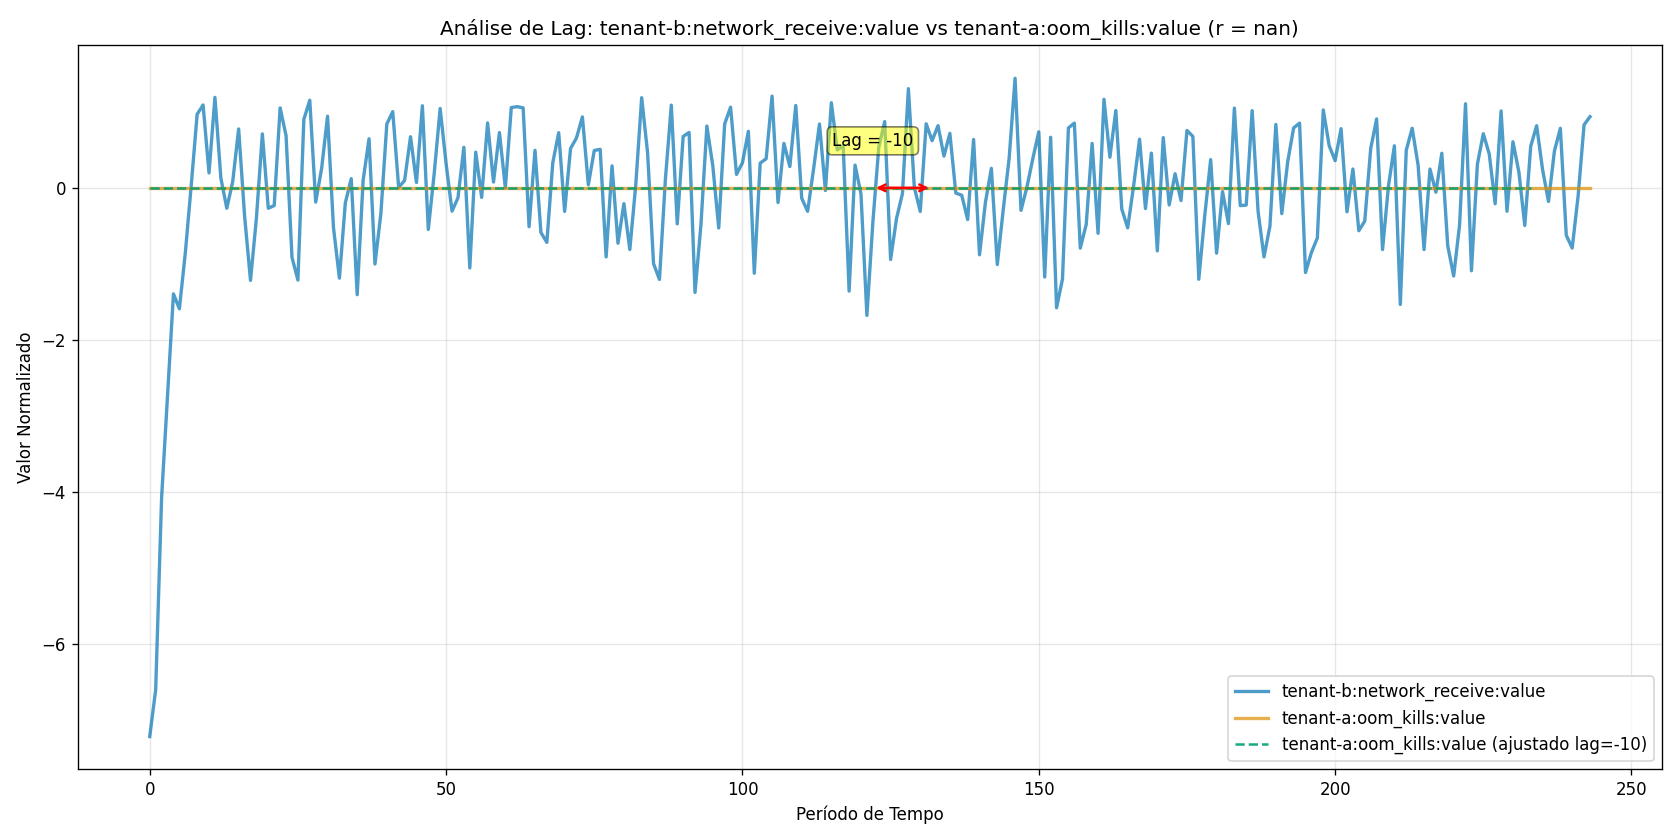 Análise de Lag: tenant-b:network_receive:value vs tenant-a:oom_kills:value (r = nan)
Valor Normalizado
0
−2
−4
−6
Lag = -10
tenant-b:network_receive:value
tenant-a:oom_kills:value
tenant-a:oom_kills:value (ajustado lag=-10)
0 50 100 150 200 250
Período de Tempo